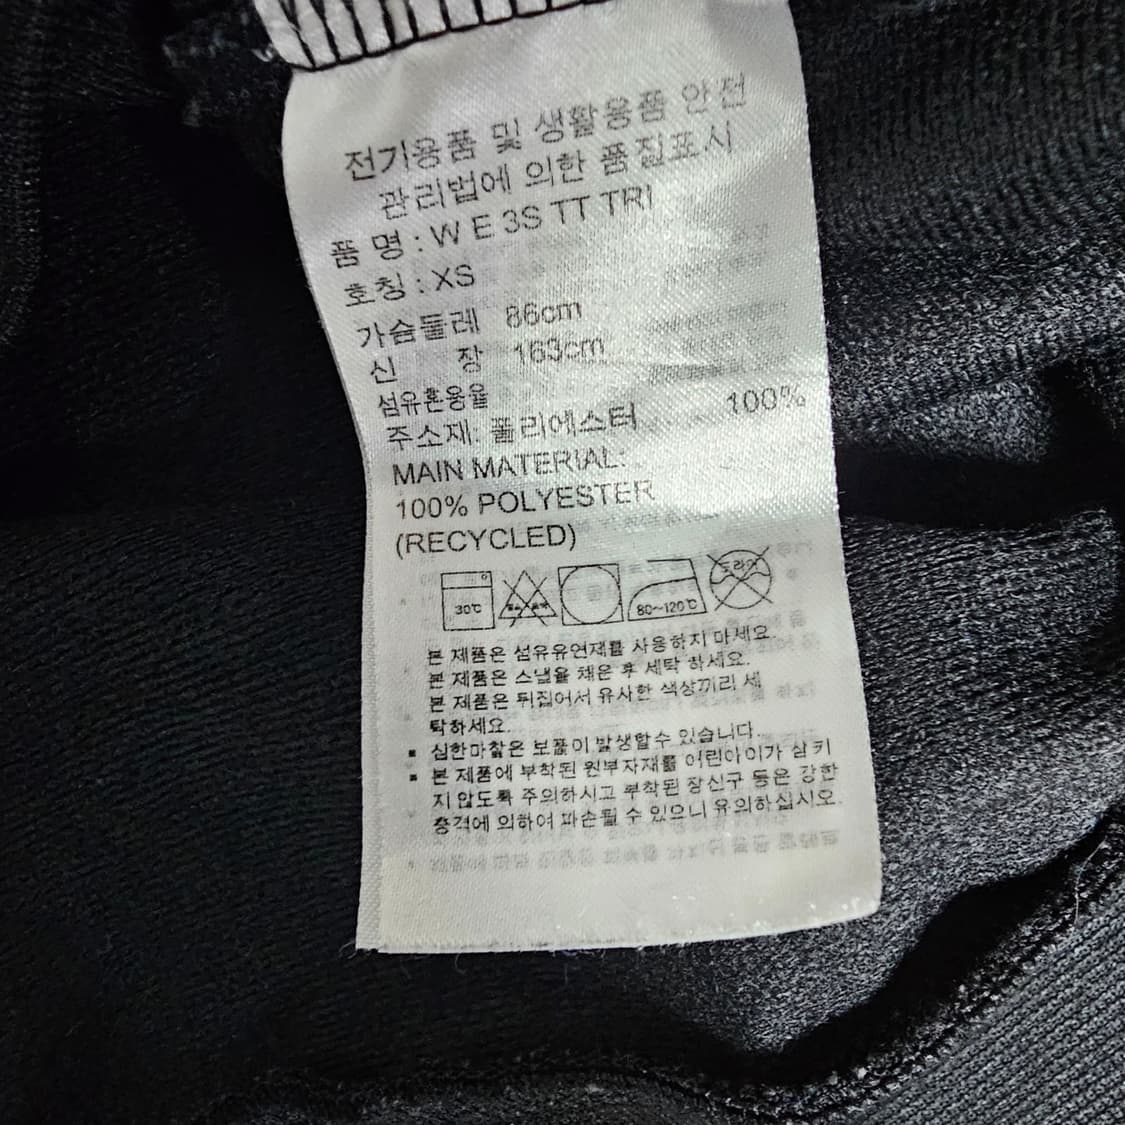 전기용품 및 생활용품 안전
관리법에 의한 품질표시
품 명 : W E 3S TT TRI
호칭 : XS
가슴둘레 86cm
신 장 163cm
섬유혼용율
주소재: 폴리에스터 100%
MAIN MATERIAL:
100% POLYESTER
(RECYCLED)
30℃ 80~120℃ 드라이
본 제품은 섬유유연제를 사용하지 마세요.
본 제품은 스냅을 채운 후 세탁 하세요.
본 제품은 뒤집어서 유사한 색상끼리 세
탁하세요.
▪ 심한마찰은 보풀이 발생할수 있습니다.
▪ 본 제품에 부착된 원부자재를 어린아이가 삼키
지 않도록 주의하시고 부착된 장신구 등은 강한
충격에 의하여 파손될 수 있으니 유의하십시오.